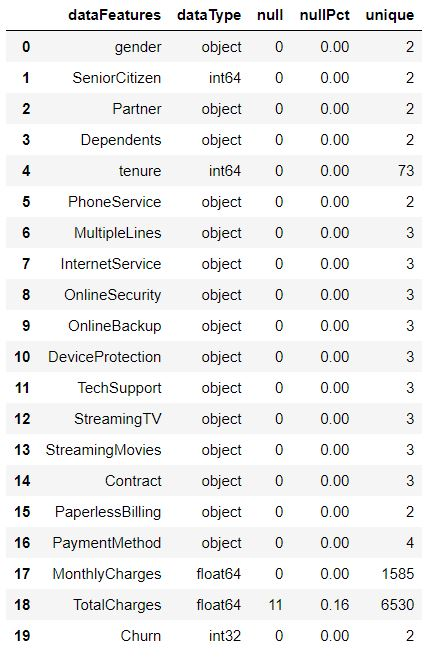 dataFeatures dataType null nullPct unique
0 gender object 0 0.00 2
1 SeniorCitizen int64 0 0.00 2
2 Partner object 0 0.00 2
3 Dependents object 0 0.00 2
4 tenure int64 0 0.00 73
5 PhoneService object 0 0.00 2
6 MultipleLines object 0 0.00 3
7 InternetService object 0 0.00 3
8 OnlineSecurity object 0 0.00 3
9 OnlineBackup object 0 0.00 3
10 DeviceProtection object 0 0.00 3
11 TechSupport object 0 0.00 3
12 StreamingTV object 0 0.00 3
13 StreamingMovies object 0 0.00 3
14 Contract object 0 0.00 3
15 PaperlessBilling object 0 0.00 2
16 PaymentMethod object 0 0.00 4
17 MonthlyCharges float64 0 0.00 1585
18 TotalCharges float64 11 0.16 6530
19 Churn int32 0 0.00 2